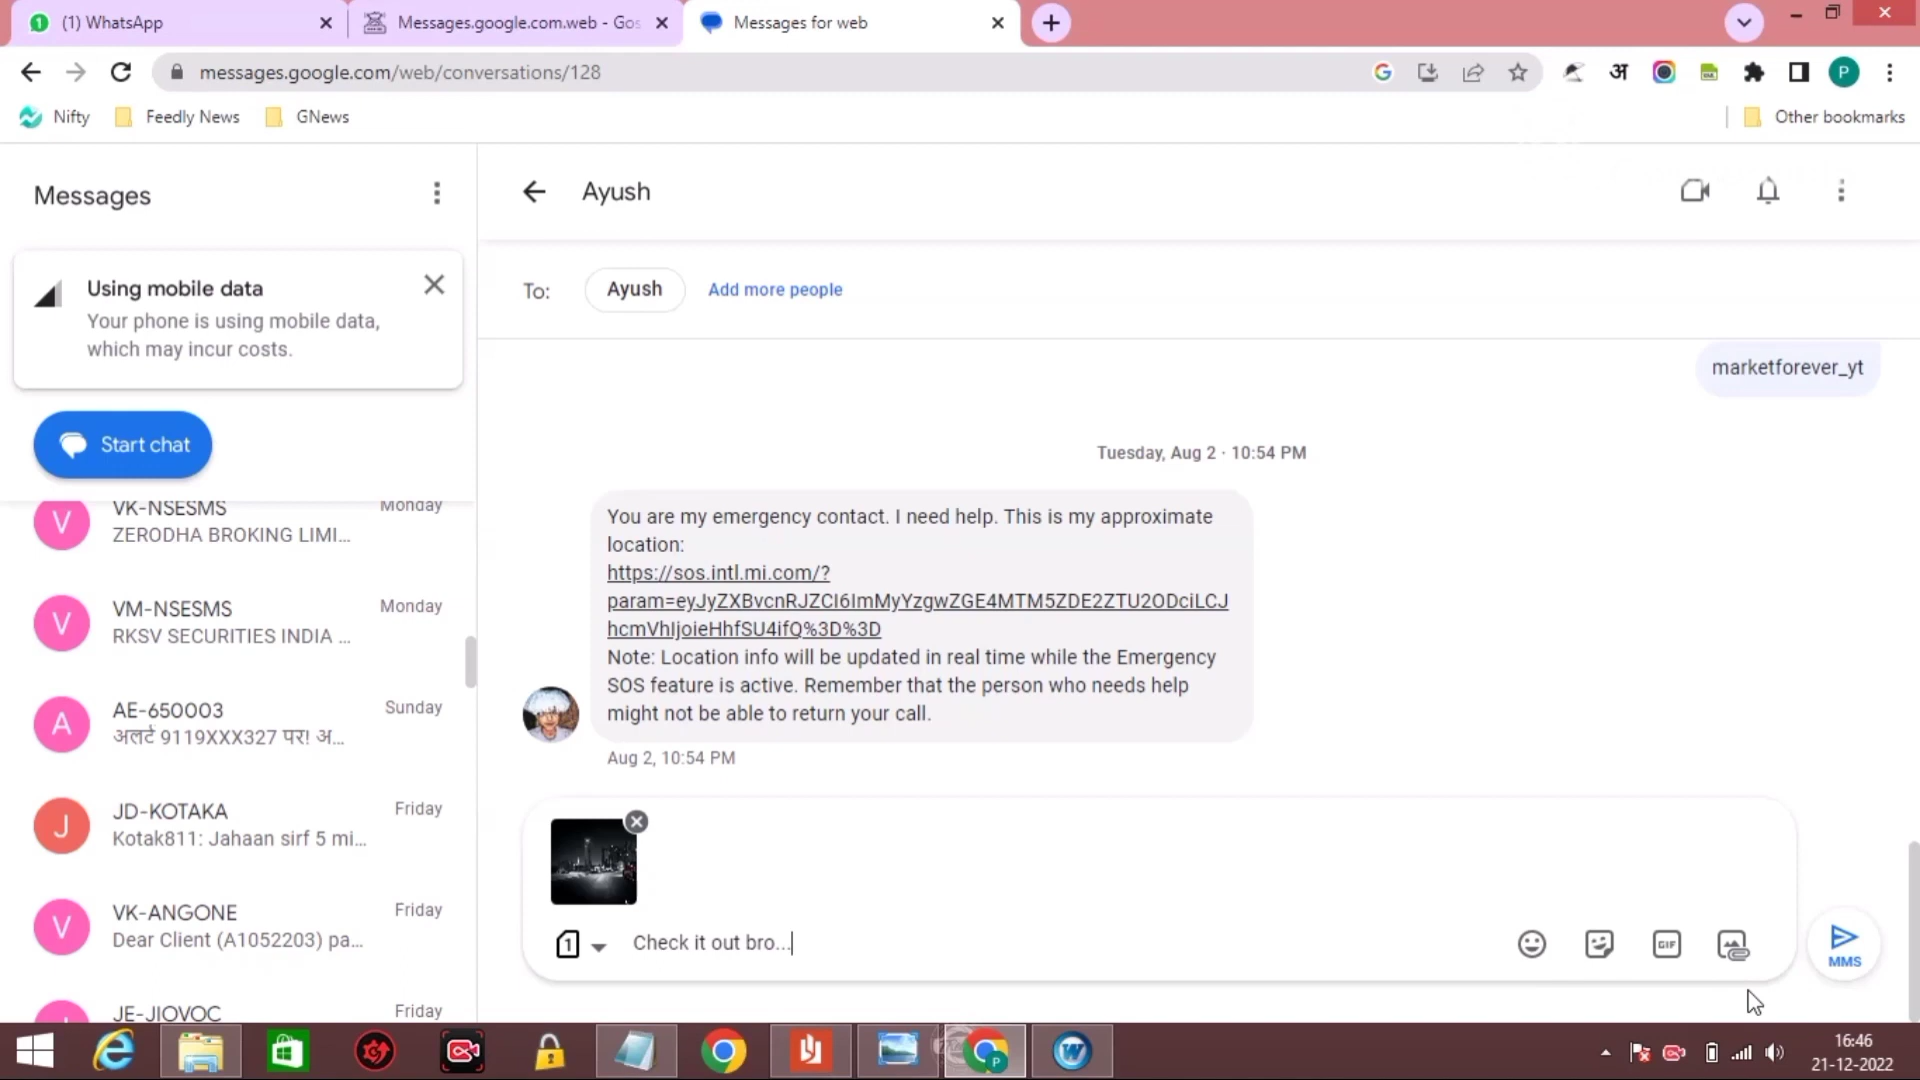 (1) WhatsApp
Messages.google.com.web - Gos
Messages for web
messages.google.com/web/conversations/128
Nifty
Feedly News
GNews
Other bookmarks
Messages
Using mobile data
Your phone is using mobile data,
which may incur costs.
Start chat
VK-NSESMS
Monday
ZERODHA BROKING LIMI...
VM-NSESMS
Monday
RKSV SECURITIES INDIA ...
AE-650003
Sunday
अलर्ट 9119XXX327 पर! अ...
JD-KOTAKA
Friday
Kotak811: Jahaan sirf 5 mi...
VK-ANGONE
Friday
Dear Client (A1052203) pa...
JE-JIOVOC
Friday
Ayush
To:
Ayush
Add more people
marketforever_yt
Tuesday, Aug 2 · 10:54 PM
You are my emergency contact. I need help. This is my approximate
location:
https://sos.intl.mi.com/?
param=eyJyZXBvcnRJZCI6ImMyYzgwZGE4MTM5ZDE2ZTU2ODciLCJ
hcmVhIjoieHhfSU4ifQ%3D%3D
Note: Location info will be updated in real time while the Emergency
SOS feature is active. Remember that the person who needs help
might not be able to return your call.
Aug 2, 10:54 PM
1
Check it out bro...
GIF
MMS
V
V
A
J
V
P
अ
16:46
21-12-2022